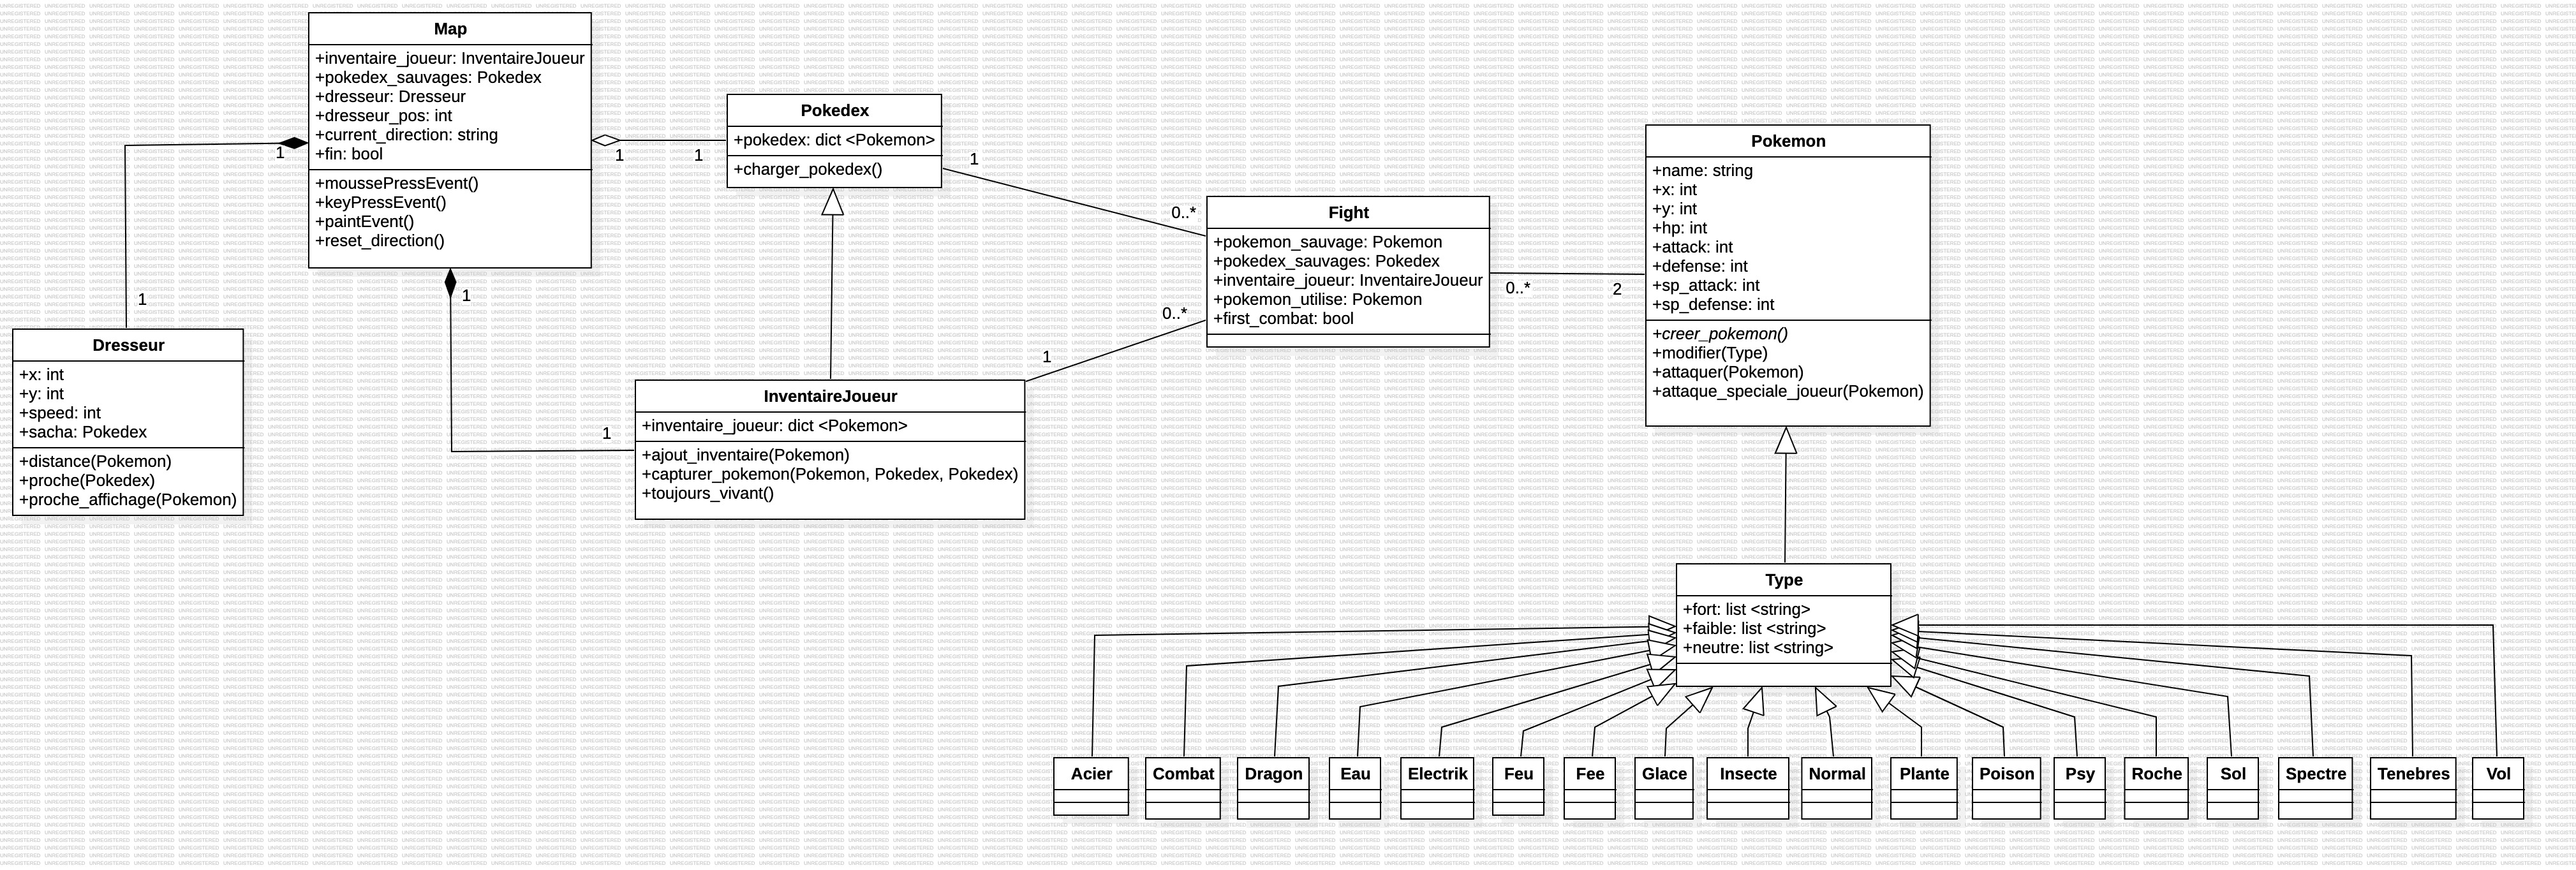 Map
+inventaire_joueur: InventaireJoueur
+pokedex_sauvages: Pokedex
+dresseur: Dresseur
+dresseur_pos: int
+current_direction: string
+fin: bool
+moussePressEvent()
+keyPressEvent()
+paintEvent()
+reset_direction()
1
1
1
1
1
1
Dresseur
+x: int
+y: int
+speed: int
+sacha: Pokedex
+distance(Pokemon)
+proche(Pokedex)
+proche_affichage(Pokemon)
Pokedex
+pokedex: dict <Pokemon>
+charger_pokedex()
1
0..*
InventaireJoueur
+inventaire_joueur: dict <Pokemon>
+ajout_inventaire(Pokemon)
+capturer_pokemon(Pokemon, Pokedex, Pokedex)
+toujours_vivant()
1
0..*
Fight
+pokemon_sauvage: Pokemon
+pokedex_sauvages: Pokedex
+inventaire_joueur: InventaireJoueur
+pokemon_utilise: Pokemon
+first_combat: bool
0..*
2
Pokemon
+name: string
+x: int
+y: int
+hp: int
+attack: int
+defense: int
+sp_attack: int
+sp_defense: int
+creer_pokemon()
+modifier(Type)
+attaquer(Pokemon)
+attaque_speciale_joueur(Pokemon)
Type
+fort: list <string>
+faible: list <string>
+neutre: list <string>
Acier
Combat
Dragon
Eau
Electrik
Feu
Fee
Glace
Insecte
Normal
Plante
Poison
Psy
Roche
Sol
Spectre
Tenebres
Vol